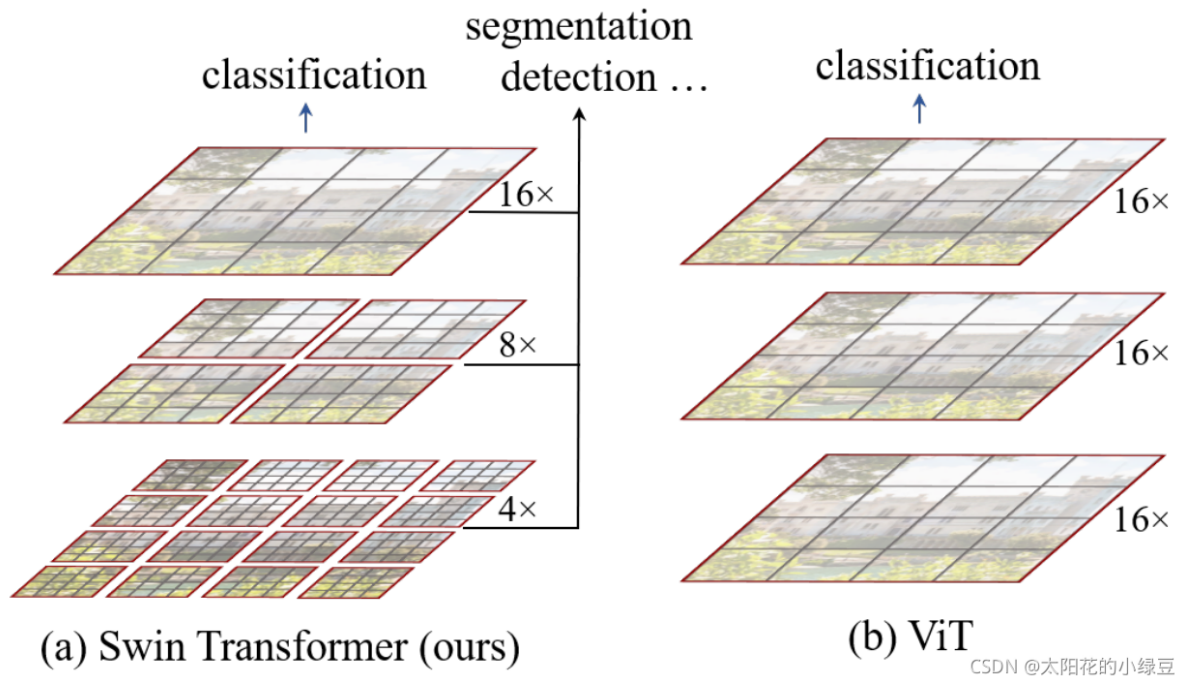 segmentation
detection …
classification
16×
8×
4×
(a) Swin Transformer (ours)
classification
16×
16×
16×
(b) ViT
CSDN @太阳花的小绿豆